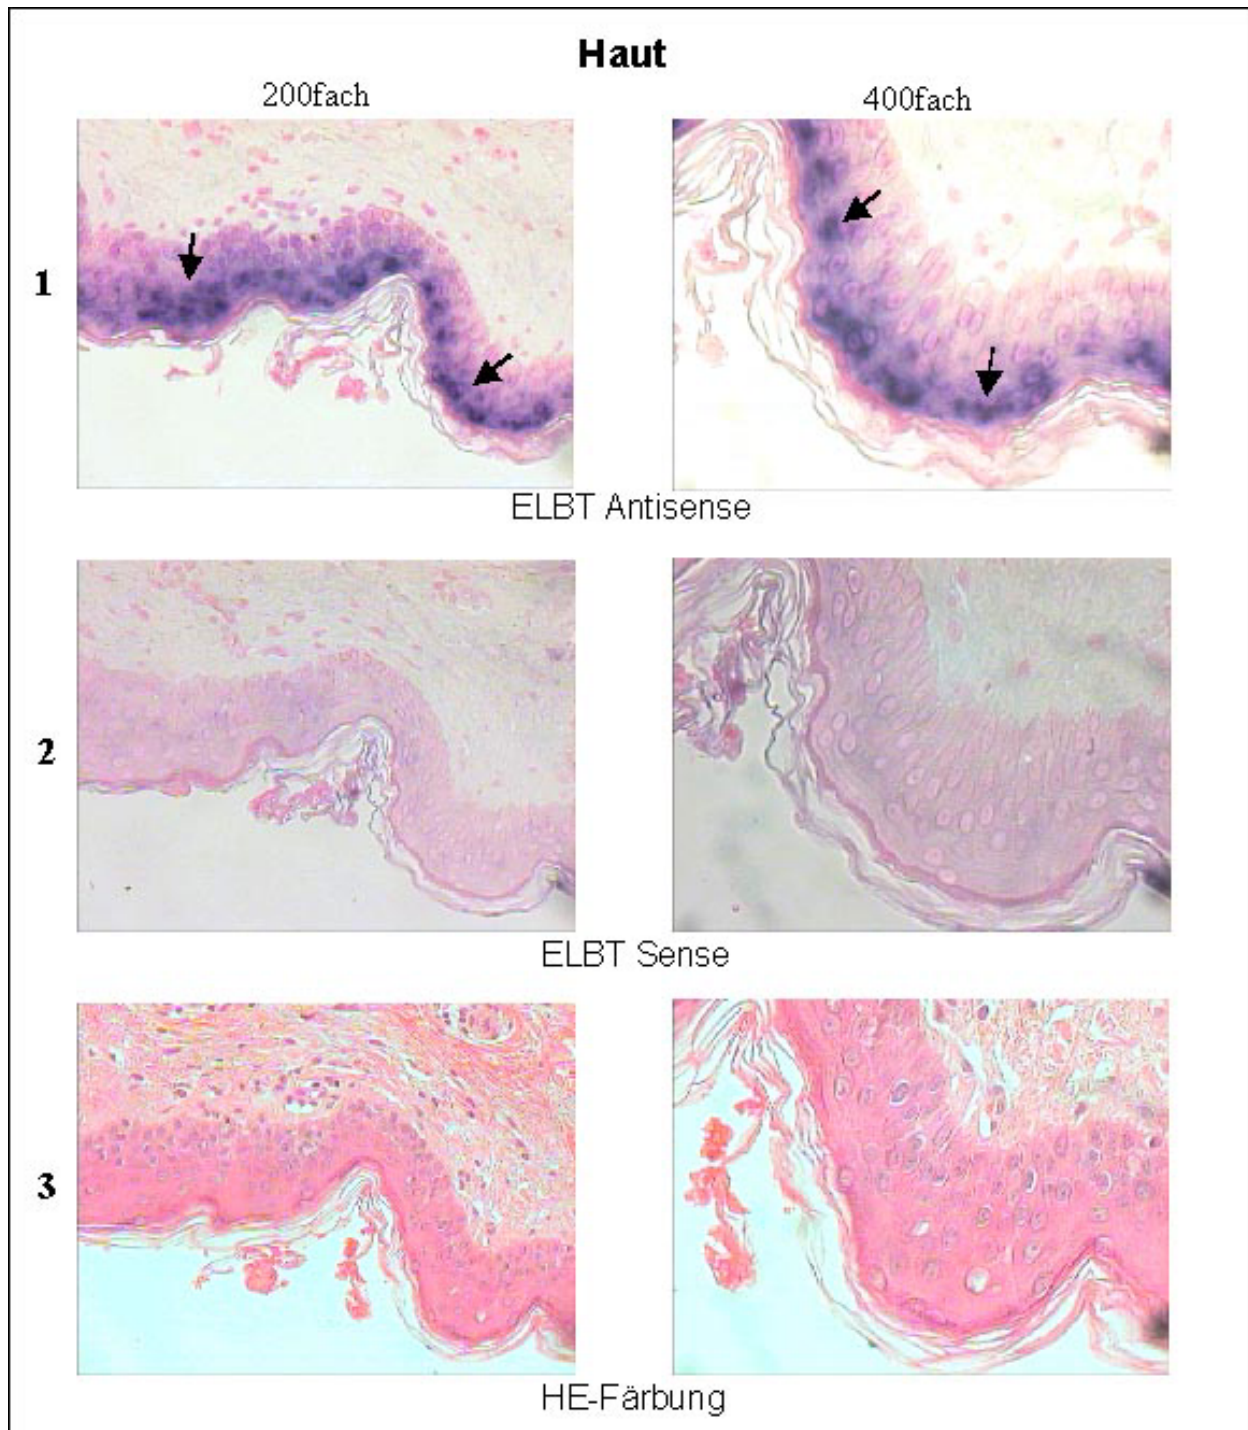 Haut
200fach 400fach
1
ELBT Antisense
2
ELBT Sense
3
HE-Färbung